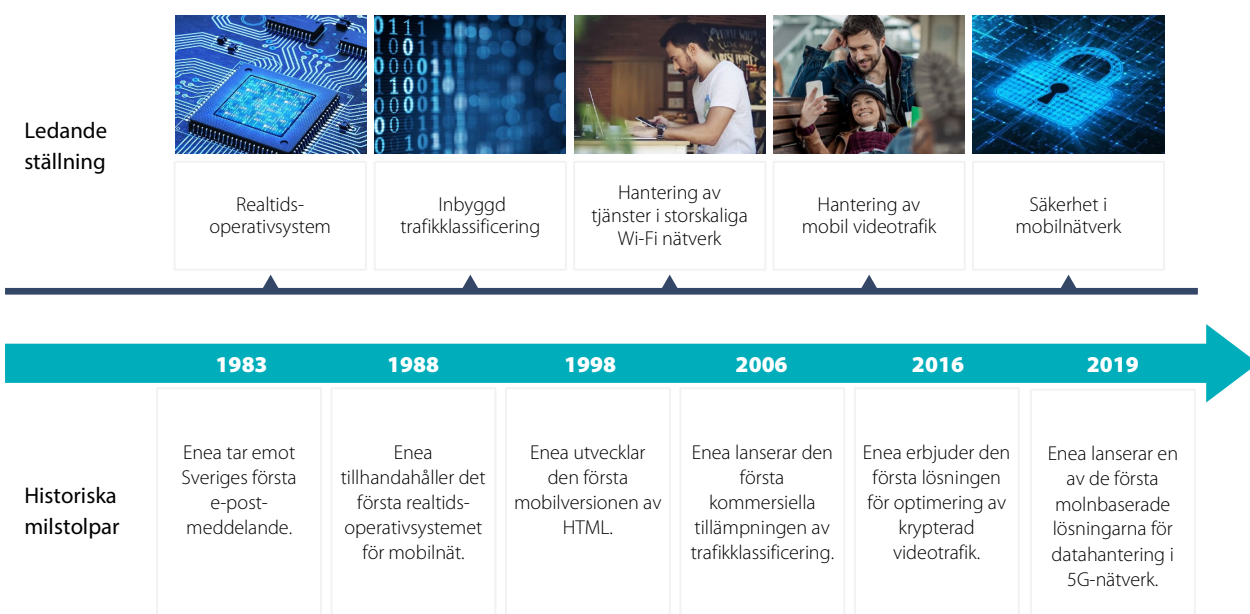 Ledande
ställning
Realtids-
operativsystem
Inbyggd
trafikklassificering
Hantering av
tjänster i storskaliga
Wi-Fi nätverk
Hantering av
mobil videotrafik
Säkerhet i
mobilnätverk
1983
1988
1998
2006
2016
2019
Historiska
milstolpar
Enea tar emot
Sveriges första
e-post-
meddelande.
Enea
tillhandahåller det
första realtids-
operativsystemet
för mobilnät.
Enea utvecklar
den första
mobilversionen av
HTML.
Enea lanserar den
första
kommersiella
tillämpningen av
trafikklassificering.
Enea erbjuder den
första lösningen
för optimering av
krypterad
videotrafik.
Enea lanserar en
av de första
molnbaserade
lösningarna för
datahantering i
5G-nätverk.